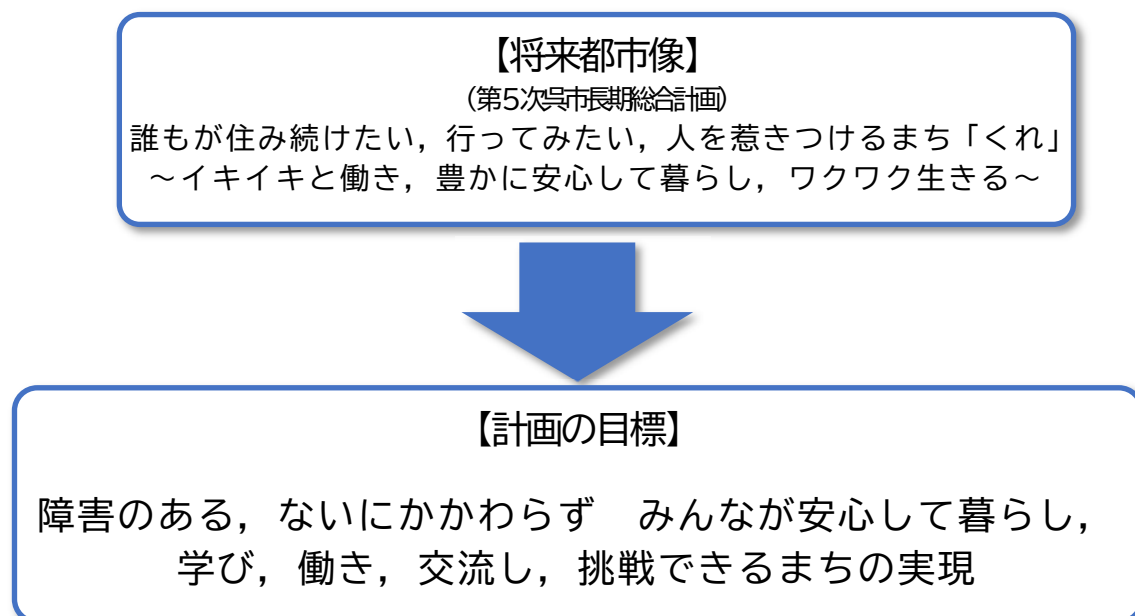 【将来都市像】
（第５次呉市長期総合計画）
誰もが住み続けたい，行ってみたい，人を惹きつけるまち「くれ」
～イキイキと働き，豊かに安心して暮らし，ワクワク生きる～
【計画の目標】
障害のある，ないにかかわらず　みんなが安心して暮らし，
学び，働き，交流し，挑戦できるまちの実現